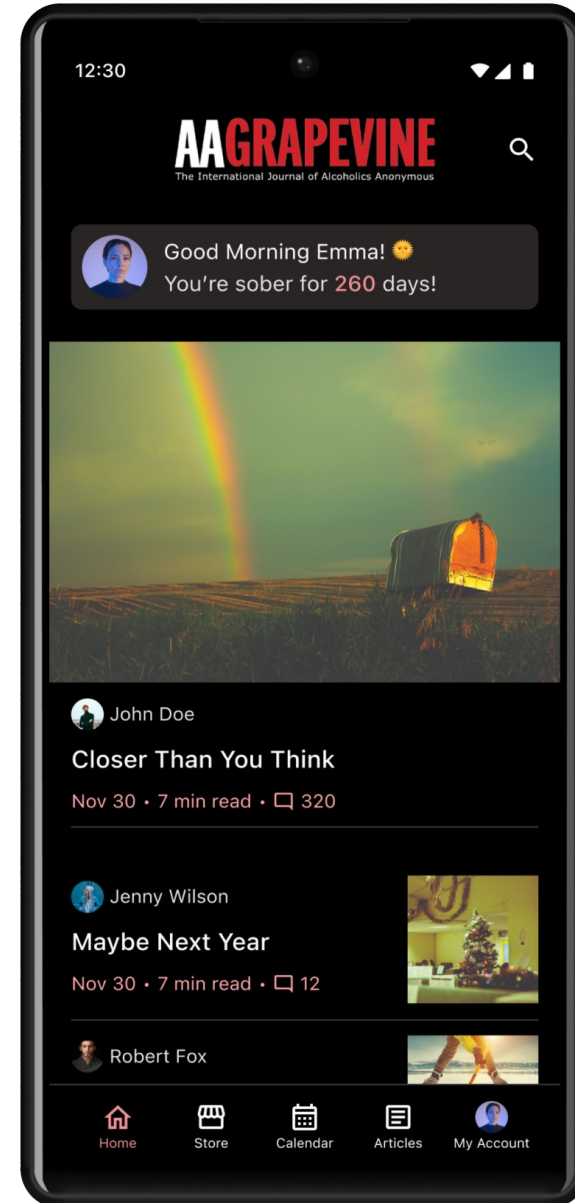 12:30
AAGRAPEVINE
The International Journal of Alcoholics Anonymous
Good Morning Emma! 🌞
You’re sober for 260 days!
John Doe
Closer Than You Think
Nov 30 • 7 min read • 320
Jenny Wilson
Maybe Next Year
Nov 30 • 7 min read • 12
Robert Fox
Home Store Calendar Articles My Account